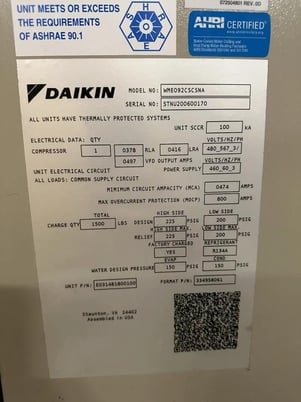 UNIT MEETS OR EXCEEDS
THE REQUIREMENTS
OF ASHRAE 90.1
072504801 REV. 0D
AHRI CERTIFIED
DAIKIN
MODEL NO: WME092CSCSNA
SERIAL NO: STNU200600170
ALL UNITS HAVE THERMALLY PROTECTED SYSTEMS
UNIT SCCR 100 kA
ELECTRICAL DATA: QTY VOLTS/HZ/PH
COMPRESSOR 1 0378 RLA 0416 LRA 480_567_3/
0497 VFD OUTPUT AMPS VOLTS/HZ/PH
UNIT ELECTRICAL CIRCUIT POWER SUPPLY 460_60_3
ALL LOADS: COMMON SUPPLY CIRCUIT
MIMIMUM CIRCUIT AMPACITY (MCA) 0474 AMPS
MAX OVERCURRENT PROTECTION (MOCP) 800 AMPS
TOTAL HIGH SIDE LOW SIDE
CHARGE QTY 1500 LBS DESIGN 225 PSIG 200 PSIG
HIGH SIDE MAX. LOW SIDE MAX
RELIEF 225 PSIG 200 PSIG
FACTORY CHARGED REFRIGERANT
YES R134A
EVAP COND
WATER DESIGN PRESSURE 150 PSIG 150 PSIG
UNIT P/N: EO31481B00100 FORMAT P/N: 334958061
Staunton, VA 24402
Assembled in USA